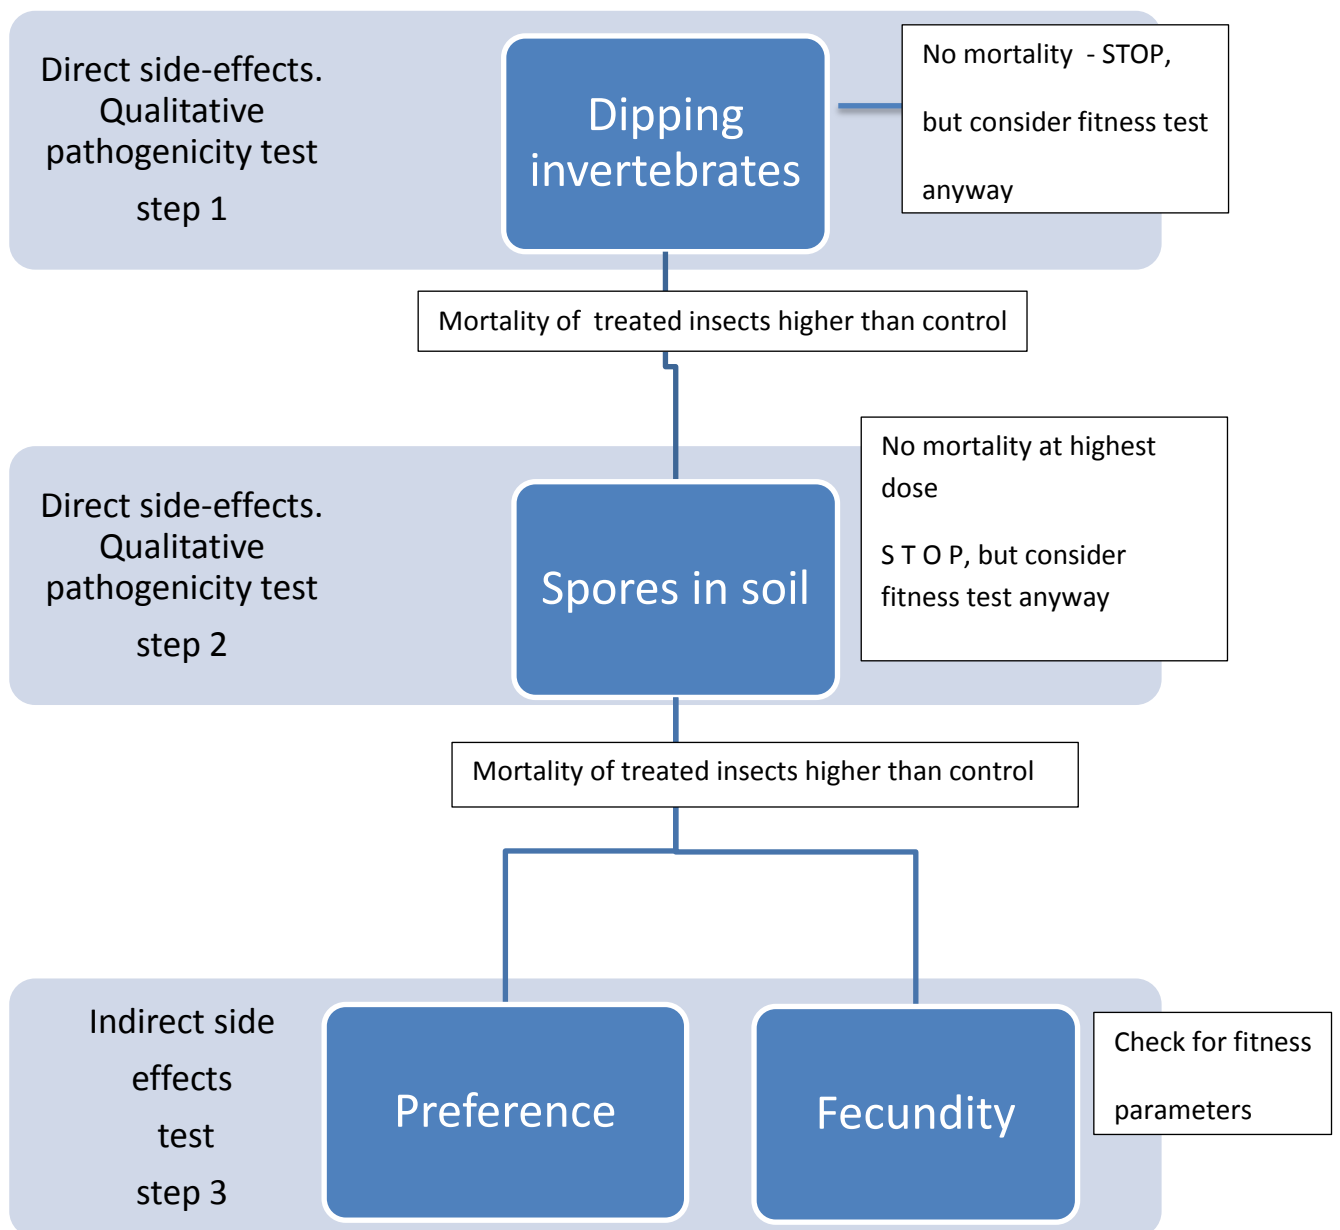 Direct side-effects.
Qualitative
pathogenicity test
step 1
Dipping
invertebrates
No mortality  - STOP,
but consider fitness test
anyway
Mortality of  treated insects higher than control
Direct side-effects.
Qualitative
pathogenicity test
step 2
Spores in soil
No mortality at highest
dose
S T O P, but consider
fitness test anyway
Mortality of treated insects higher than control
Indirect side
effects
test
step 3
Preference
Fecundity
Check for fitness
parameters